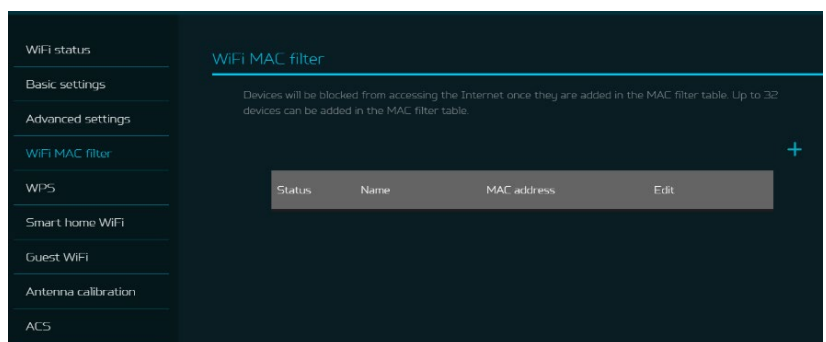 WiFi status
Basic settings
Advanced settings
WiFi MAC filter
WPS
Smart home WiFi
Guest WiFi
Antenna calibration
ACS
WiFi MAC filter
Devices will be blocked from accessing the Internet once they are added in the MAC filter table. Up to 32
devices can be added in the MAC filter table.
+
Status Name MAC address Edit